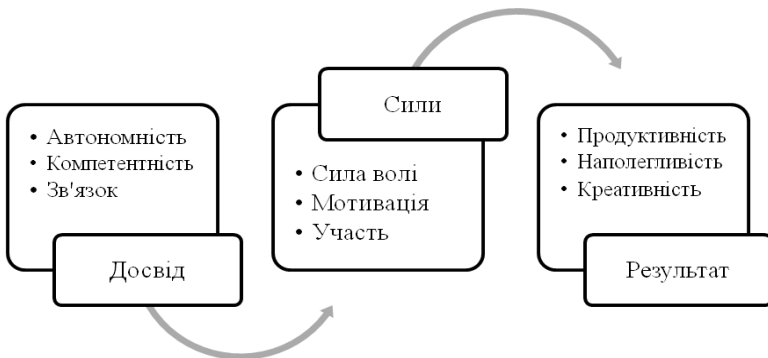 • Автономність
• Компетентність
• Зв'язок
Досвід
Сили
• Сила волі
• Мотивація
• Участь
• Продуктивність
• Наполегливість
• Креативність
Результат